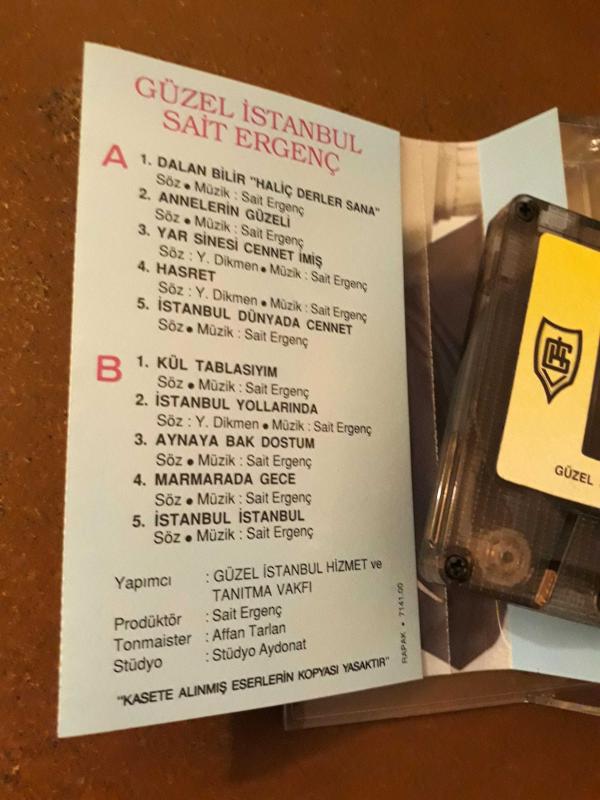 GÜZEL İSTANBUL
SAİT ERGENÇ
A
1. DALAN BİLİR "HALİÇ DERLER SANA"
Söz • Müzik : Sait Ergenç
2. ANNELERİN GÜZELİ
Söz • Müzik : Sait Ergenç
3. YAR SİNESİ CENNET İMİŞ
Söz : Y. Dikmen • Müzik : Sait Ergenç
4. HASRET
Söz : Y. Dikmen • Müzik : Sait Ergenç
5. İSTANBUL DÜNYADA CENNET
Söz • Müzik : Sait Ergenç
B
1. KÜL TABLASIYIM
Söz • Müzik : Sait Ergenç
2. İSTANBUL YOLLARINDA
Söz : Y. Dikmen • Müzik : Sait Ergenç
3. AYNAYA BAK DOSTUM
Söz • Müzik : Sait Ergenç
4. MARMARADA GECE
Söz • Müzik : Sait Ergenç
5. İSTANBUL İSTANBUL
Söz • Müzik : Sait Ergenç
Yapımcı : GÜZEL İSTANBUL HİZMET ve
TANITMA VAKFI
Prodüktör : Sait Ergenç
Tonmaister : Affan Tarlan
Stüdyo : Stüdyo Aydonat
"KASETE ALINMIŞ ESERLERİN KOPYASI YASAKTIR"
RAPAK • 7141.00
GÜZEL